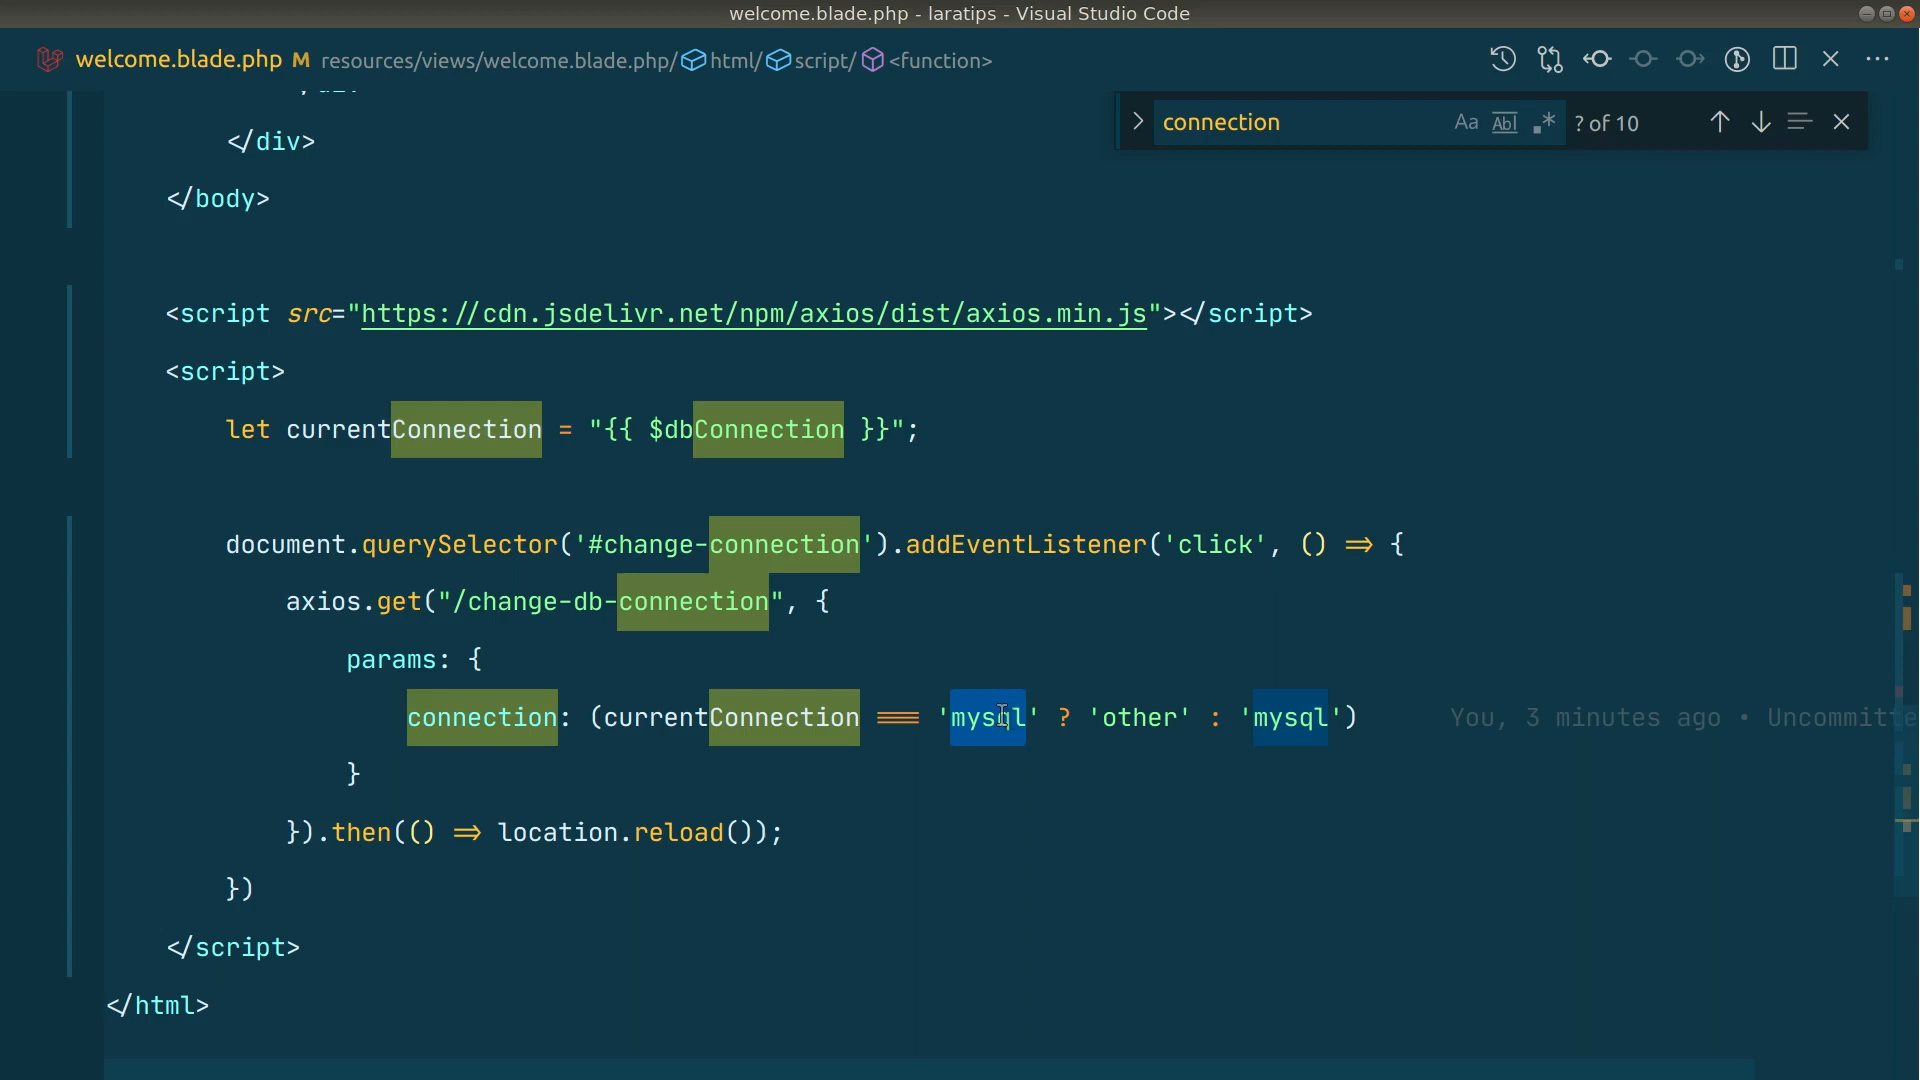 welcome.blade.php - laratips - Visual Studio Code
welcome.blade.php M resources/views/welcome.blade.php/ html/ script/ <function>
connection Aa Abl .* ? of 10
</div>
</body>
<script src="https://cdn.jsdelivr.net/npm/axios/dist/axios.min.js"></script>
<script>
let currentConnection = "{{ $dbConnection }}";
document.querySelector('#change-connection').addEventListener('click', () => {
axios.get("/change-db-connection", {
params: {
connection: (currentConnection === 'mysql' ? 'other' : 'mysql') You, 3 minutes ago • Uncommitte
}
}).then(() => location.reload());
})
</script>
</html>